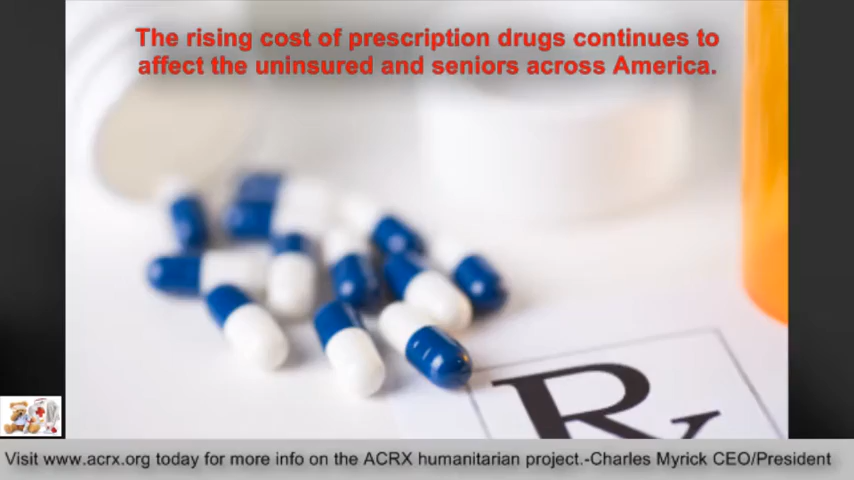 The rising cost of prescription drugs continues to
affect the uninsured and seniors across America.
Rx
Visit www.acrx.org today for more info on the ACRX humanitarian project.-Charles Myrick CEO/President